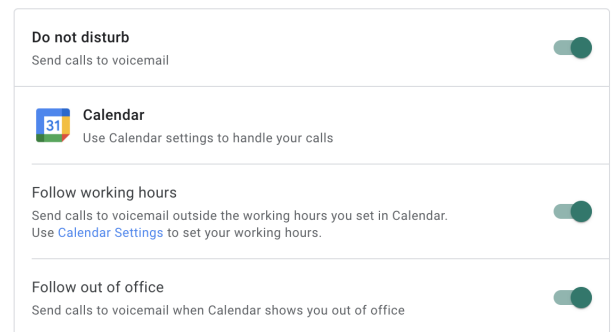 Do not disturb
Send calls to voicemail
31
Calendar
Use Calendar settings to handle your calls
Follow working hours
Send calls to voicemail outside the working hours you set in Calendar.
Use Calendar Settings to set your working hours.
Follow out of office
Send calls to voicemail when Calendar shows you out of office